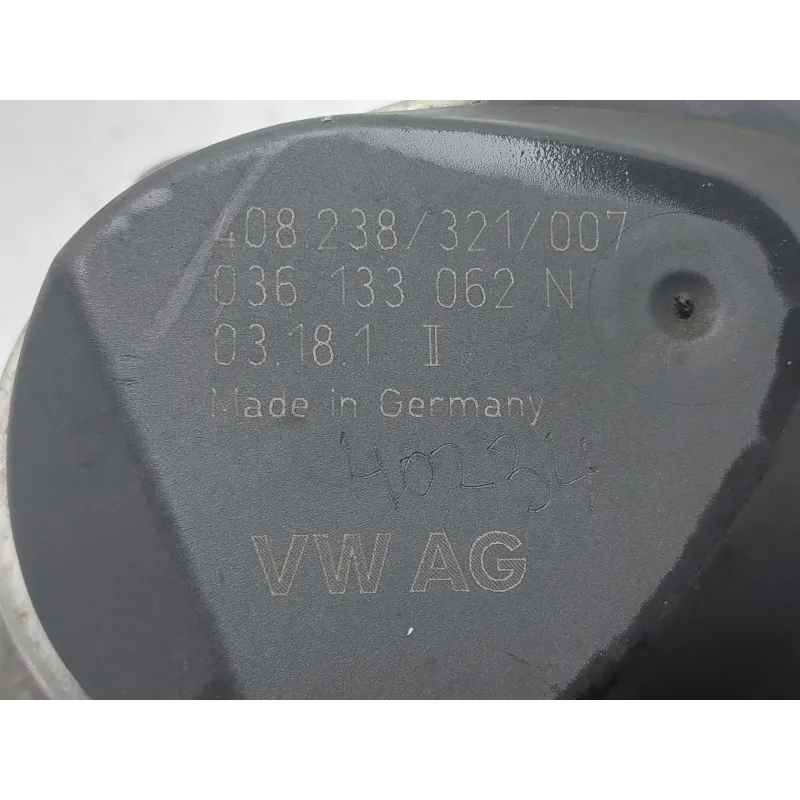 408.238/321/007
036 133 062 N
03.18.1 II
Made in Germany
40234
VW AG